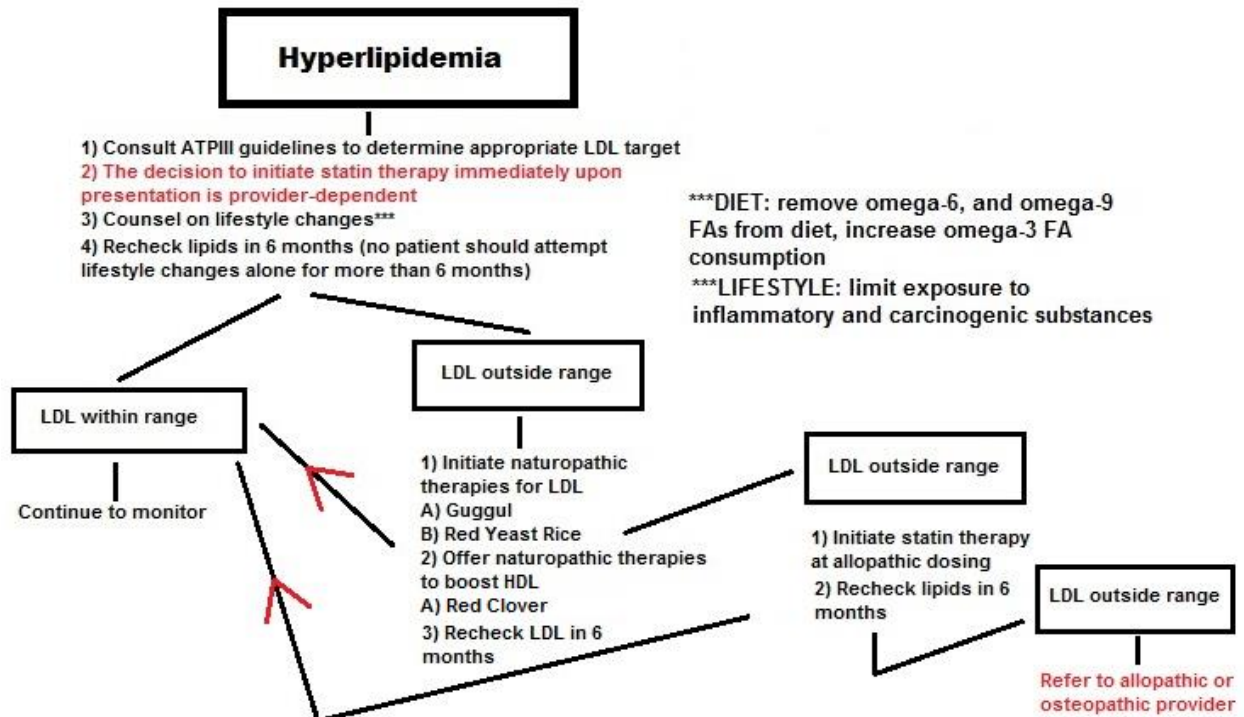 Hyperlipidemia
1) Consult ATPIII guidelines to determine appropriate LDL target
2) The decision to initiate statin therapy immediately upon
presentation is provider-dependent
3) Counsel on lifestyle changes***
4) Recheck lipids in 6 months (no patient should attempt
lifestyle changes alone for more than 6 months)
***DIET: remove omega-6, and omega-9
FAs from diet, increase omega-3 FA
consumption
***LIFESTYLE: limit exposure to
inflammatory and carcinogenic substances
LDL within range
Continue to monitor
LDL outside range
1) Initiate naturopathic
therapies for LDL
A) Guggul
B) Red Yeast Rice
2) Offer naturopathic therapies
to boost HDL
A) Red Clover
3) Recheck LDL in 6
months
LDL outside range
1) Initiate statin therapy
at allopathic dosing
2) Recheck lipids in 6
months
LDL outside range
Refer to allopathic or
osteopathic provider